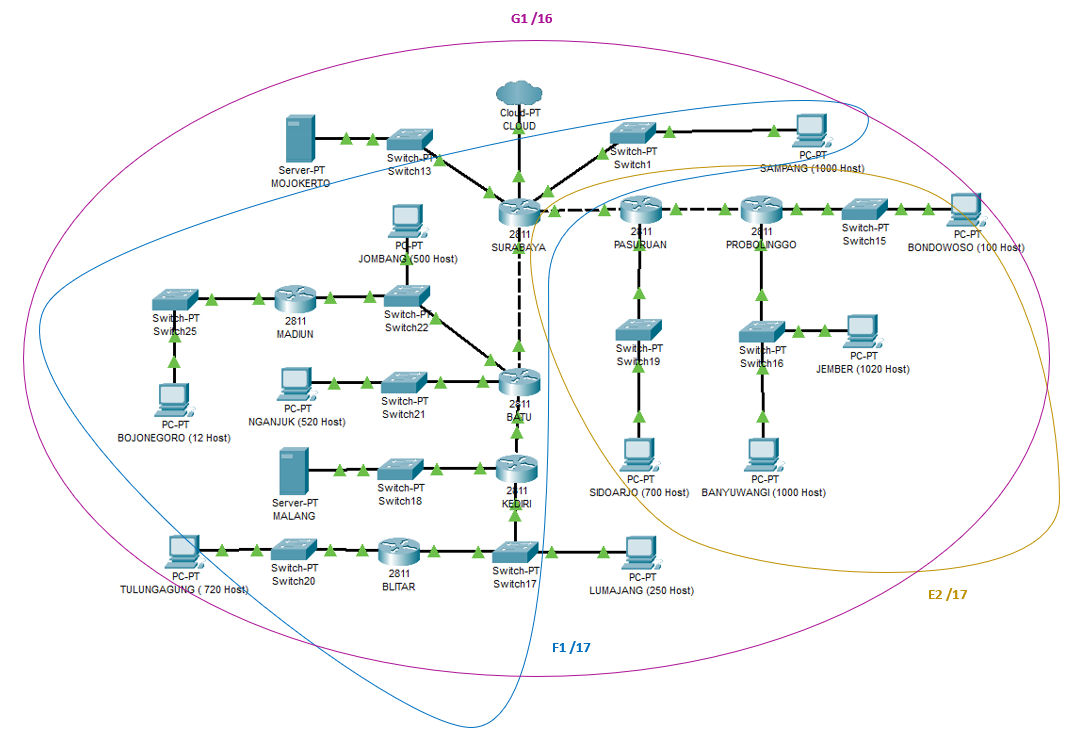 G1 /16
Cloud-PT
CLOUD
Server-PT
MOJOKERTO
Switch-PT
Switch13
Switch-PT
Switch1
PC-PT
SAMPANG (1000 Host)
2811
SURABAYA
2811
PASURUAN
2811
PROBOLINGGO
Switch-PT
Switch15
PC-PT
BONDOWOSO (100 Host)
PC-PT
JOMBANG (500 Host)
Switch-PT
Switch25
2811
MADIUN
Switch-PT
Switch22
Switch-PT
Switch19
Switch-PT
Switch16
PC-PT
JEMBER (1020 Host)
PC-PT
BOJONEGORO (12 Host)
PC-PT
NGANJUK (520 Host)
Switch-PT
Switch21
2811
BATU
Server-PT
MALANG
Switch-PT
Switch18
2811
KEDIRI
PC-PT
SIDOARJO (700 Host)
PC-PT
BANYUWANGI (1000 Host)
PC-PT
TULUNGAGUNG ( 720 Host)
Switch-PT
Switch20
2811
BLITAR
Switch-PT
Switch17
PC-PT
LUMAJANG (250 Host)
E2 /17
F1 /17